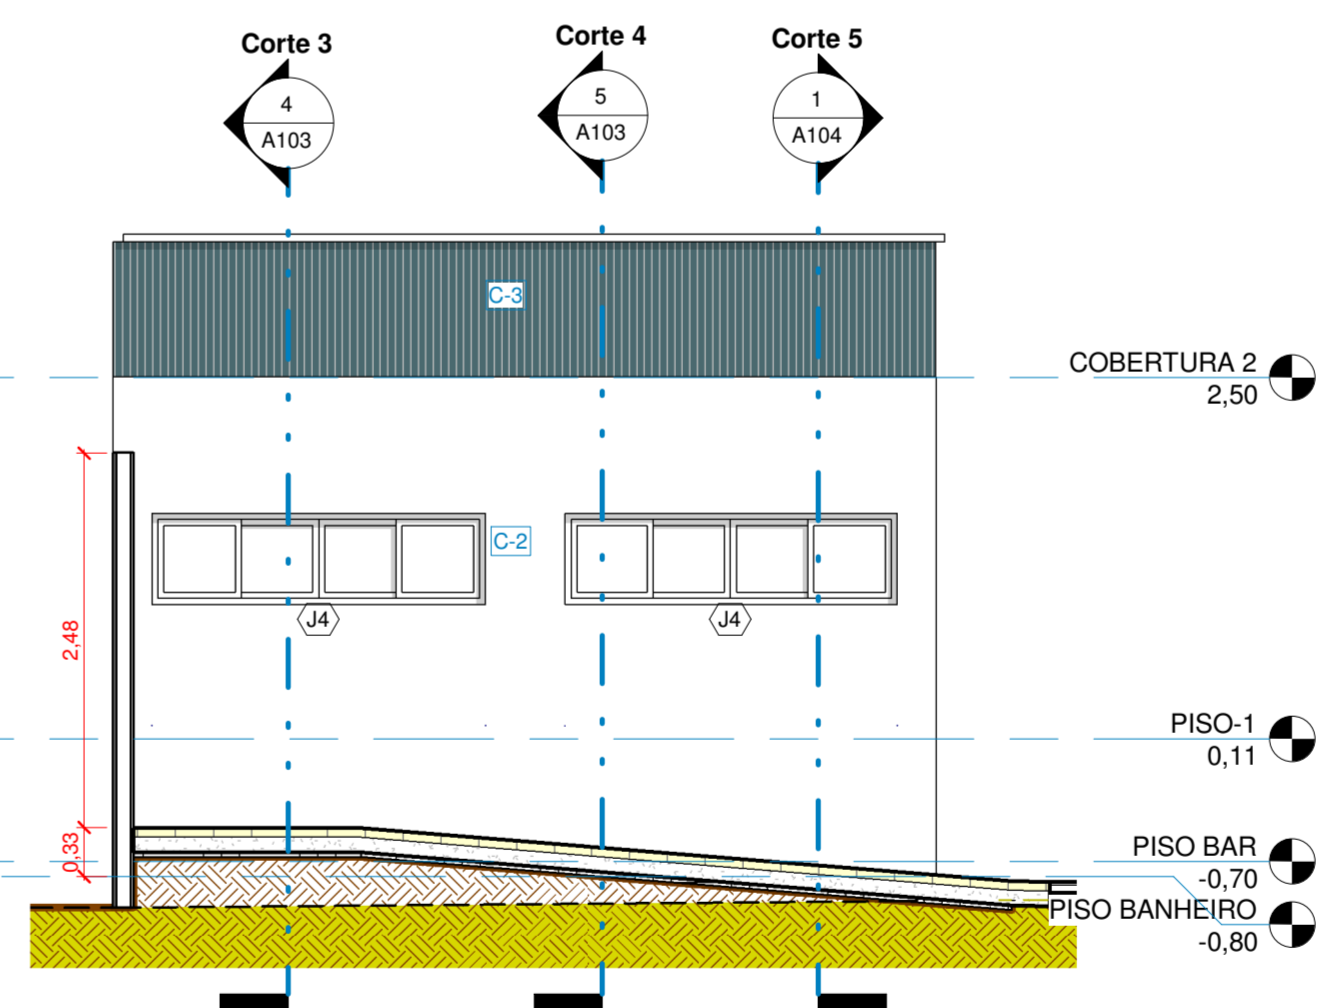 Corte 3
4
A103
Corte 4
5
A103
Corte 5
1
A104
C-3
COBERTURA 2
2,50
C-2
J4
J4
2,48
PISO-1
0,11
0,33
PISO BAR
-0,70
PISO BANHEIRO
-0,80